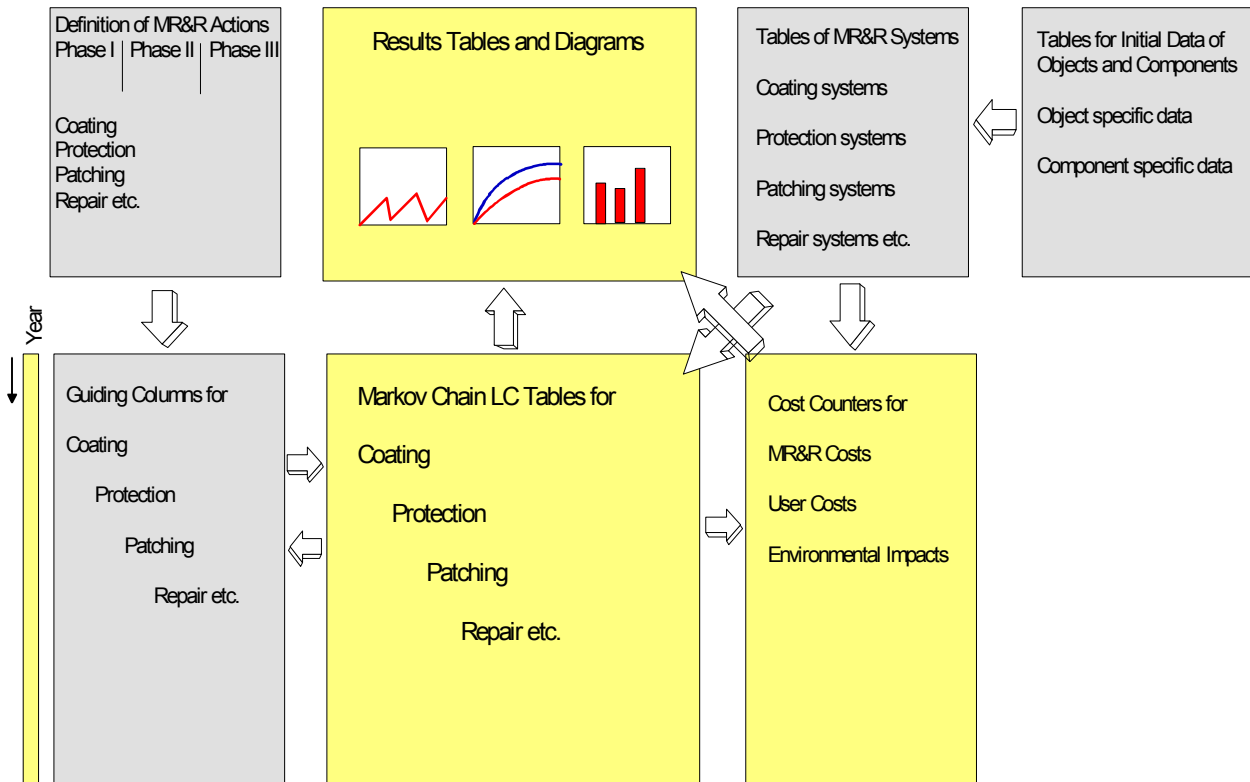 Definition of MR&R Actions
Phase I Phase II Phase III
Coating
Protection
Patching
Repair etc.
Results Tables and Diagrams
Tables of MR&R Systems
Coating systems
Protection systems
Patching systems
Repair systems etc.
Tables for Initial Data of
Objects and Components
Object specific data
Component specific data
Year
Guiding Columns for
Coating
Protection
Patching
Repair etc.
Markov Chain LC Tables for
Coating
Protection
Patching
Repair etc.
Cost Counters for
MR&R Costs
User Costs
Environmental Impacts